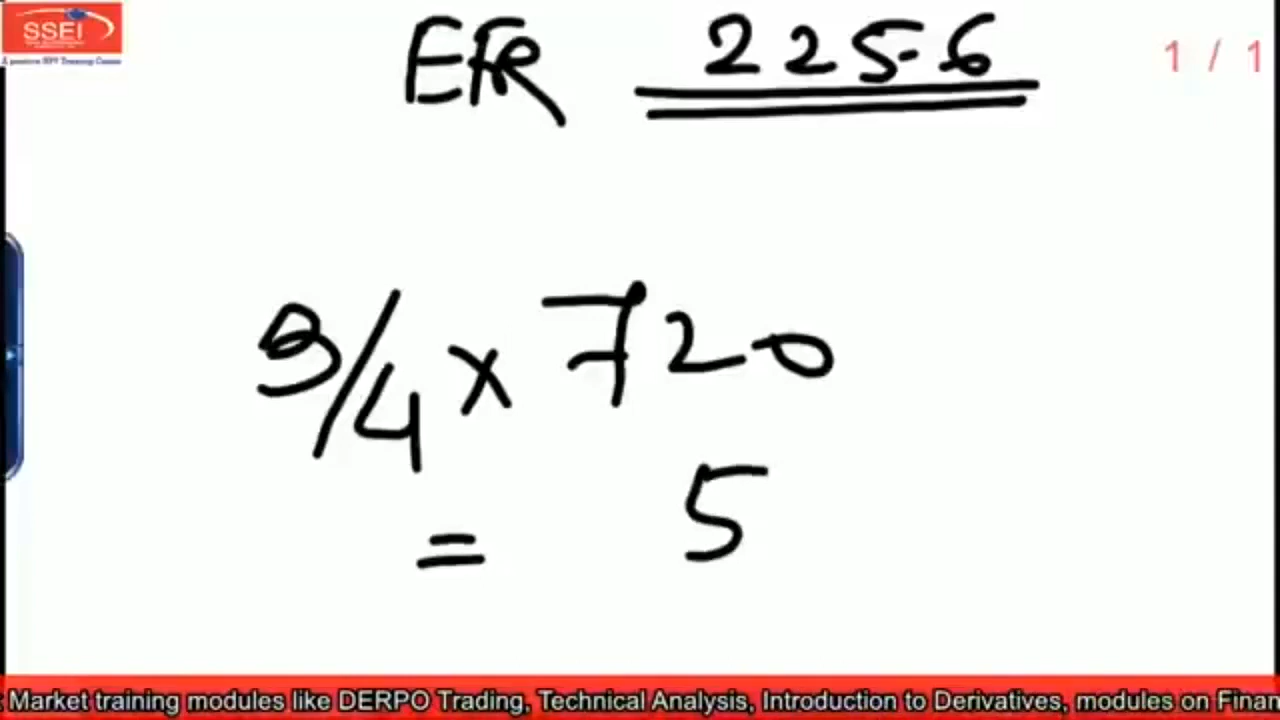 SSEI
EIR 225.6
1 / 1
3/4 x 720
= 5
: Market training modules like DERPO Trading, Technical Analysis, Introduction to Derivatives, modules on Finan